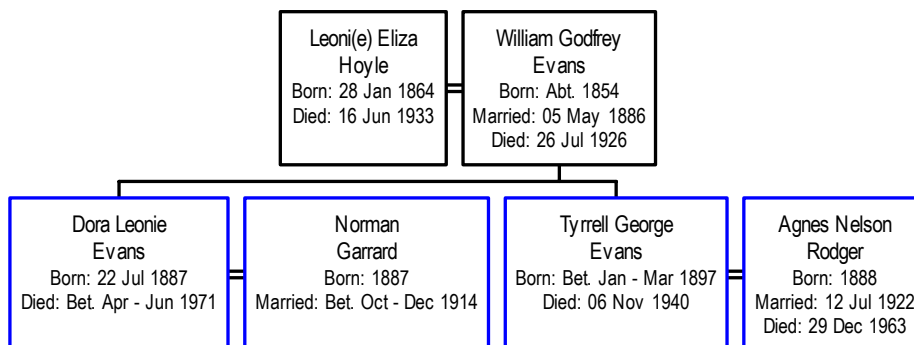 Leoni(e) Eliza
Hoyle
Born: 28 Jan 1864
Died: 16 Jun 1933
William Godfrey
Evans
Born: Abt. 1854
Married: 05 May 1886
Died: 26 Jul 1926
Dora Leonie
Evans
Born: 22 Jul 1887
Died: Bet. Apr - Jun 1971
Norman
Garrard
Born: 1887
Married: Bet. Oct - Dec 1914
Tyrrell George
Evans
Born: Bet. Jan - Mar 1897
Died: 06 Nov 1940
Agnes Nelson
Rodger
Born: 1888
Married: 12 Jul 1922
Died: 29 Dec 1963